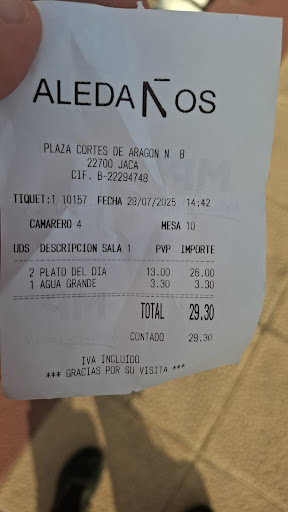 ALEDAÑOS
PLAZA CORTES DE ARAGON N 8
22700 JACA
CIF. B-22294748
TIQUET:1 10157 FECHA 28/07/2025 14:42
CAMARERO 4 MESA 10
UDS DESCRIPCION SALA 1 PVP IMPORTE
2 PLATO DEL DIA 13.00 26.00
1 AGUA GRANDE 3.30 3.30
TOTAL 29.30
CONTADO 29.30
IVA INCLUIDO
*** GRACIAS POR SU VISITA ***